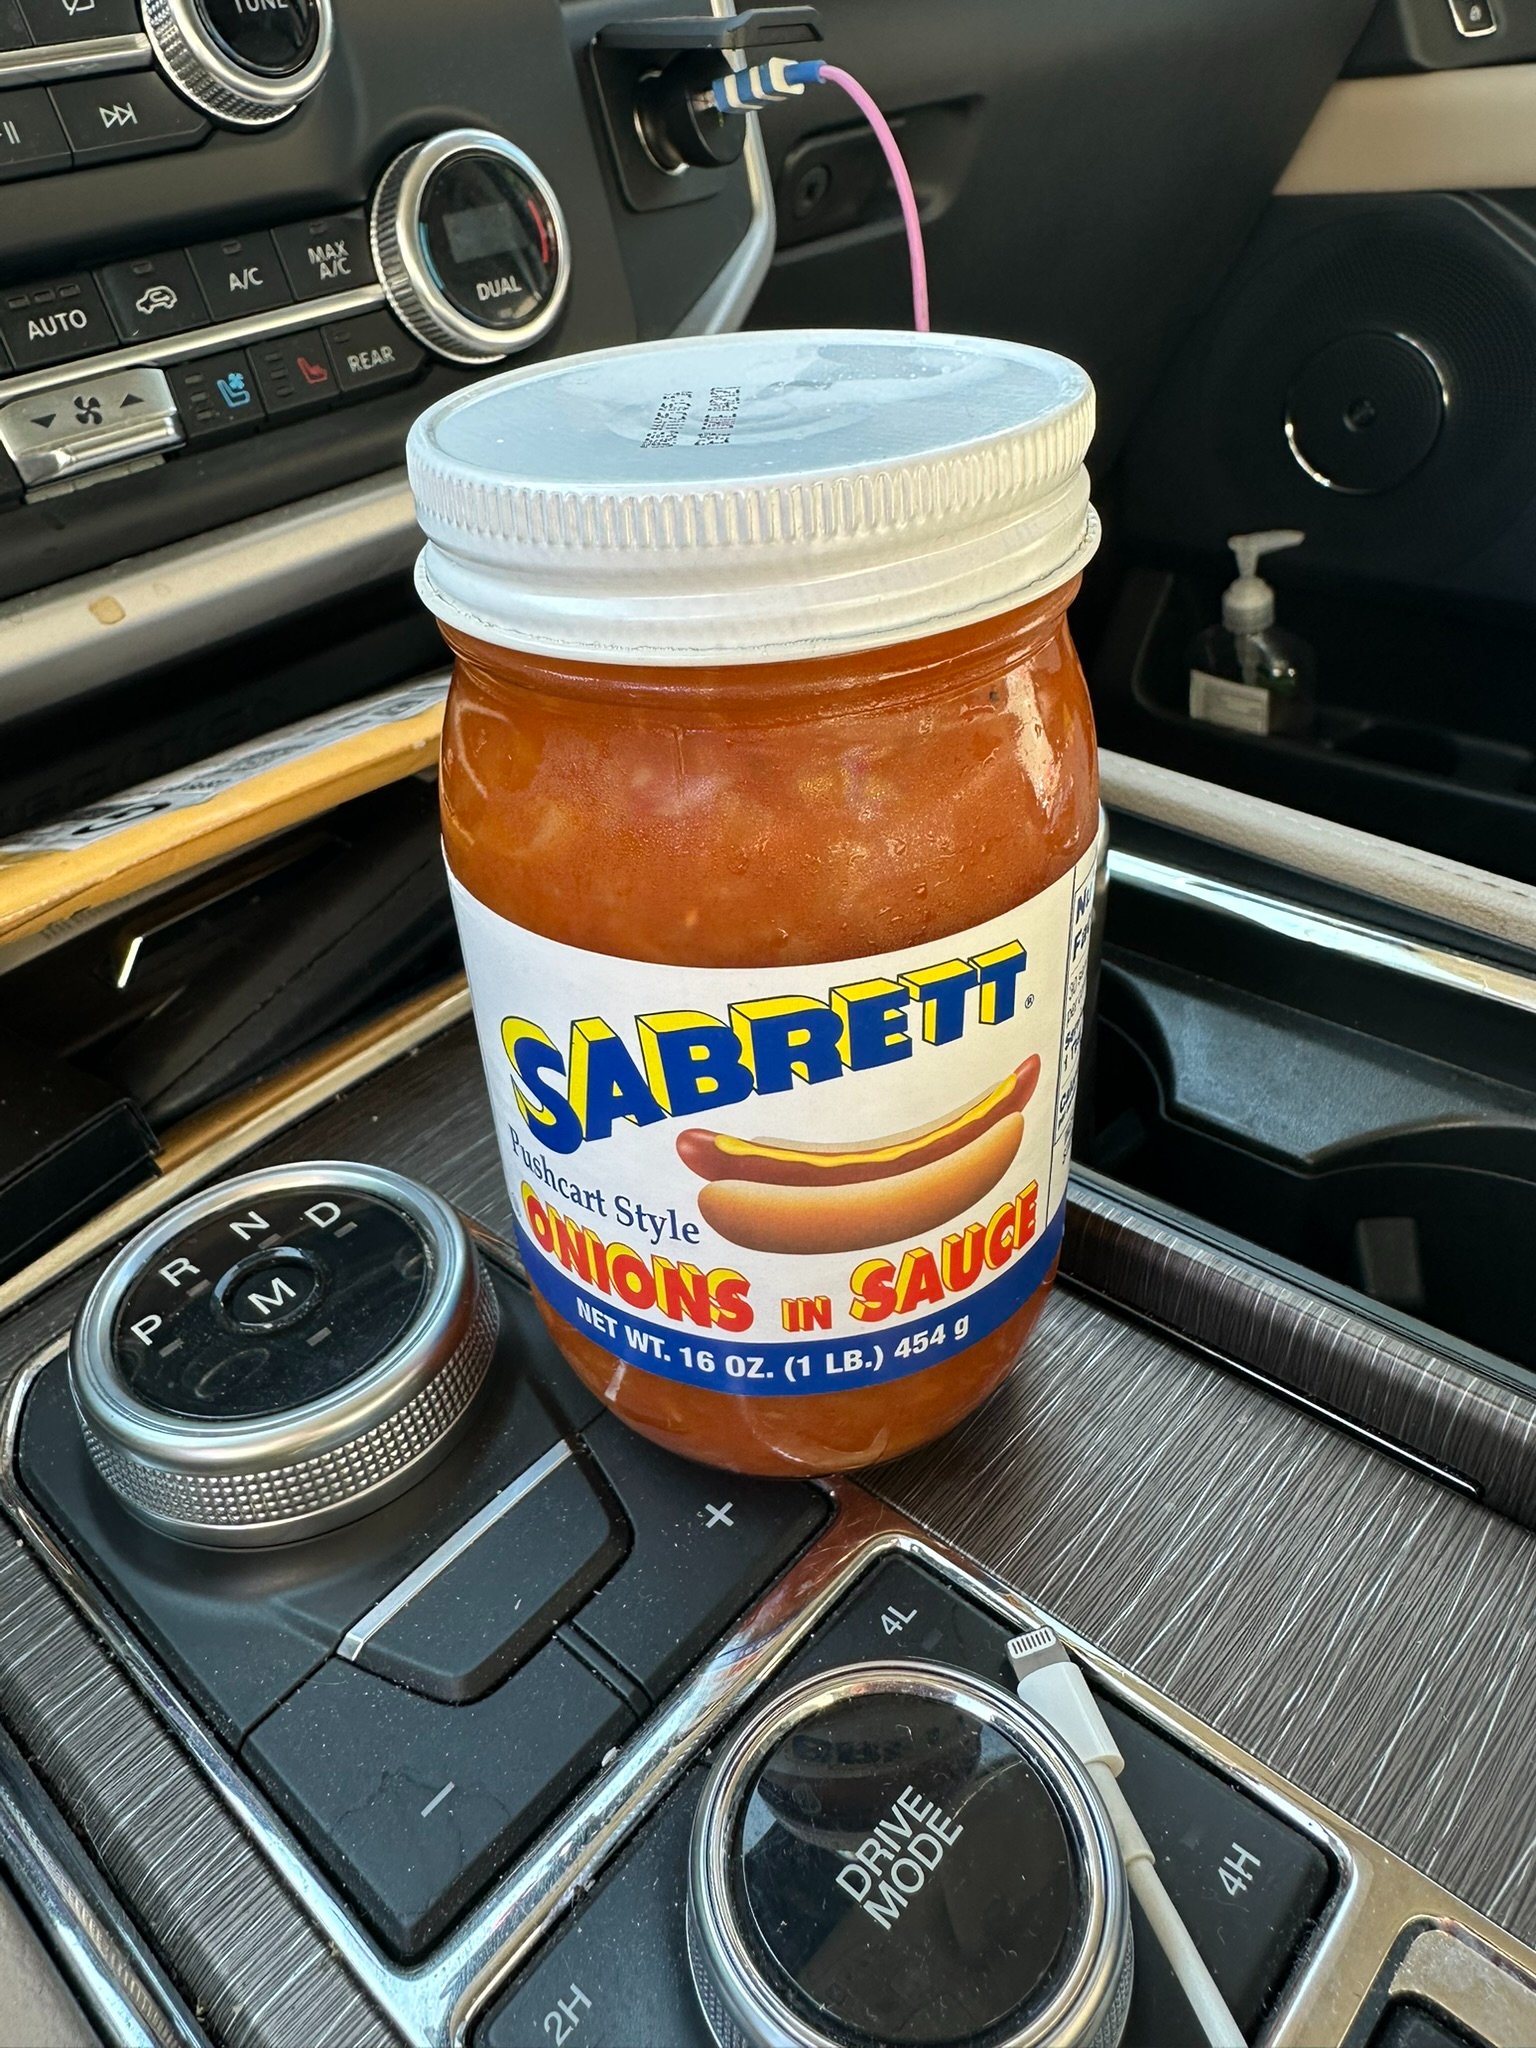 TUNE
AUTO
A/C
MAX
A/C
DUAL
REAR
SABRETT®
Pushcart Style
ONIONS IN SAUCE
NET WT. 16 OZ. (1 LB.) 454 g
P R N D
M
+
−
4L
DRIVE
MODE
4H
2H